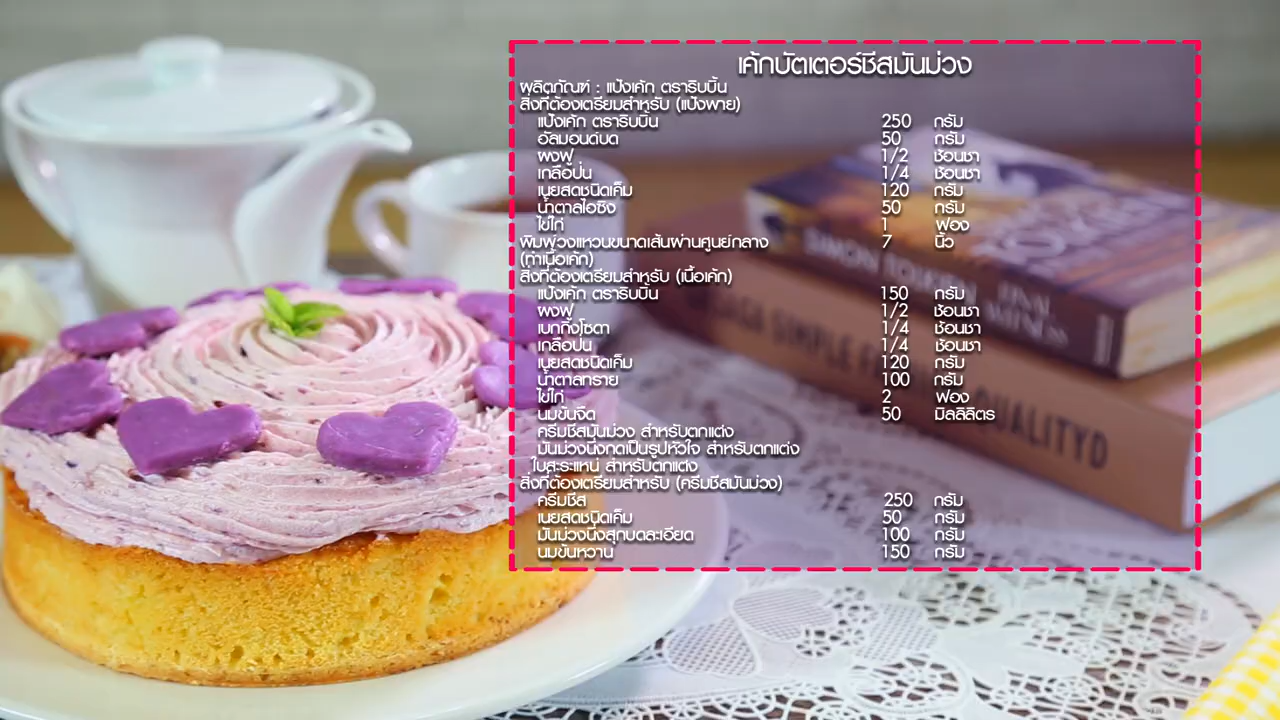 เค้กบัตเตอร์ชีสมันม่วง
ผลิตภัณฑ์ : แป้งเค้ก ตราริบบิ้น
สิ่งที่ต้องเตรียมสำหรับ (แป้งพาย)
แป้งเค้ก ตราริบบิ้น 250 กรัม
อัลมอนด์บด 50 กรัม
ผงฟู 1/2 ช้อนชา
เกลือป่น 1/4 ช้อนชา
เนยสดชนิดเค็ม 120 กรัม
น้ำตาลไอซิง 50 กรัม
ไข่ไก่ 1 ฟอง
พิมพ์วงแหวนขนาดเส้นผ่านศูนย์กลาง 7 นิ้ว
(ทำเนื้อเค้ก)
สิ่งที่ต้องเตรียมสำหรับ (เนื้อเค้ก)
แป้งเค้ก ตราริบบิ้น 150 กรัม
ผงฟู 1/2 ช้อนชา
เบกกิ้งโซดา 1/4 ช้อนชา
เกลือป่น 1/4 ช้อนชา
เนยสดชนิดเค็ม 120 กรัม
น้ำตาลทราย 100 กรัม
ไข่ไก่ 2 ฟอง
นมข้นจืด 50 มิลลิลิตร
ครีมชีสมันม่วง สำหรับตกแต่ง
มันม่วงนึ่งกดเป็นรูปหัวใจ สำหรับตกแต่ง
ใบสะระแหน่ สำหรับตกแต่ง
สิ่งที่ต้องเตรียมสำหรับ (ครีมชีสมันม่วง)
ครีมชีส 250 กรัม
เนยสดชนิดเค็ม 50 กรัม
มันม่วงนึ่งสุกบดละเอียด 100 กรัม
นมข้นหวาน 150 กรัม
SIMON
SIMPLE